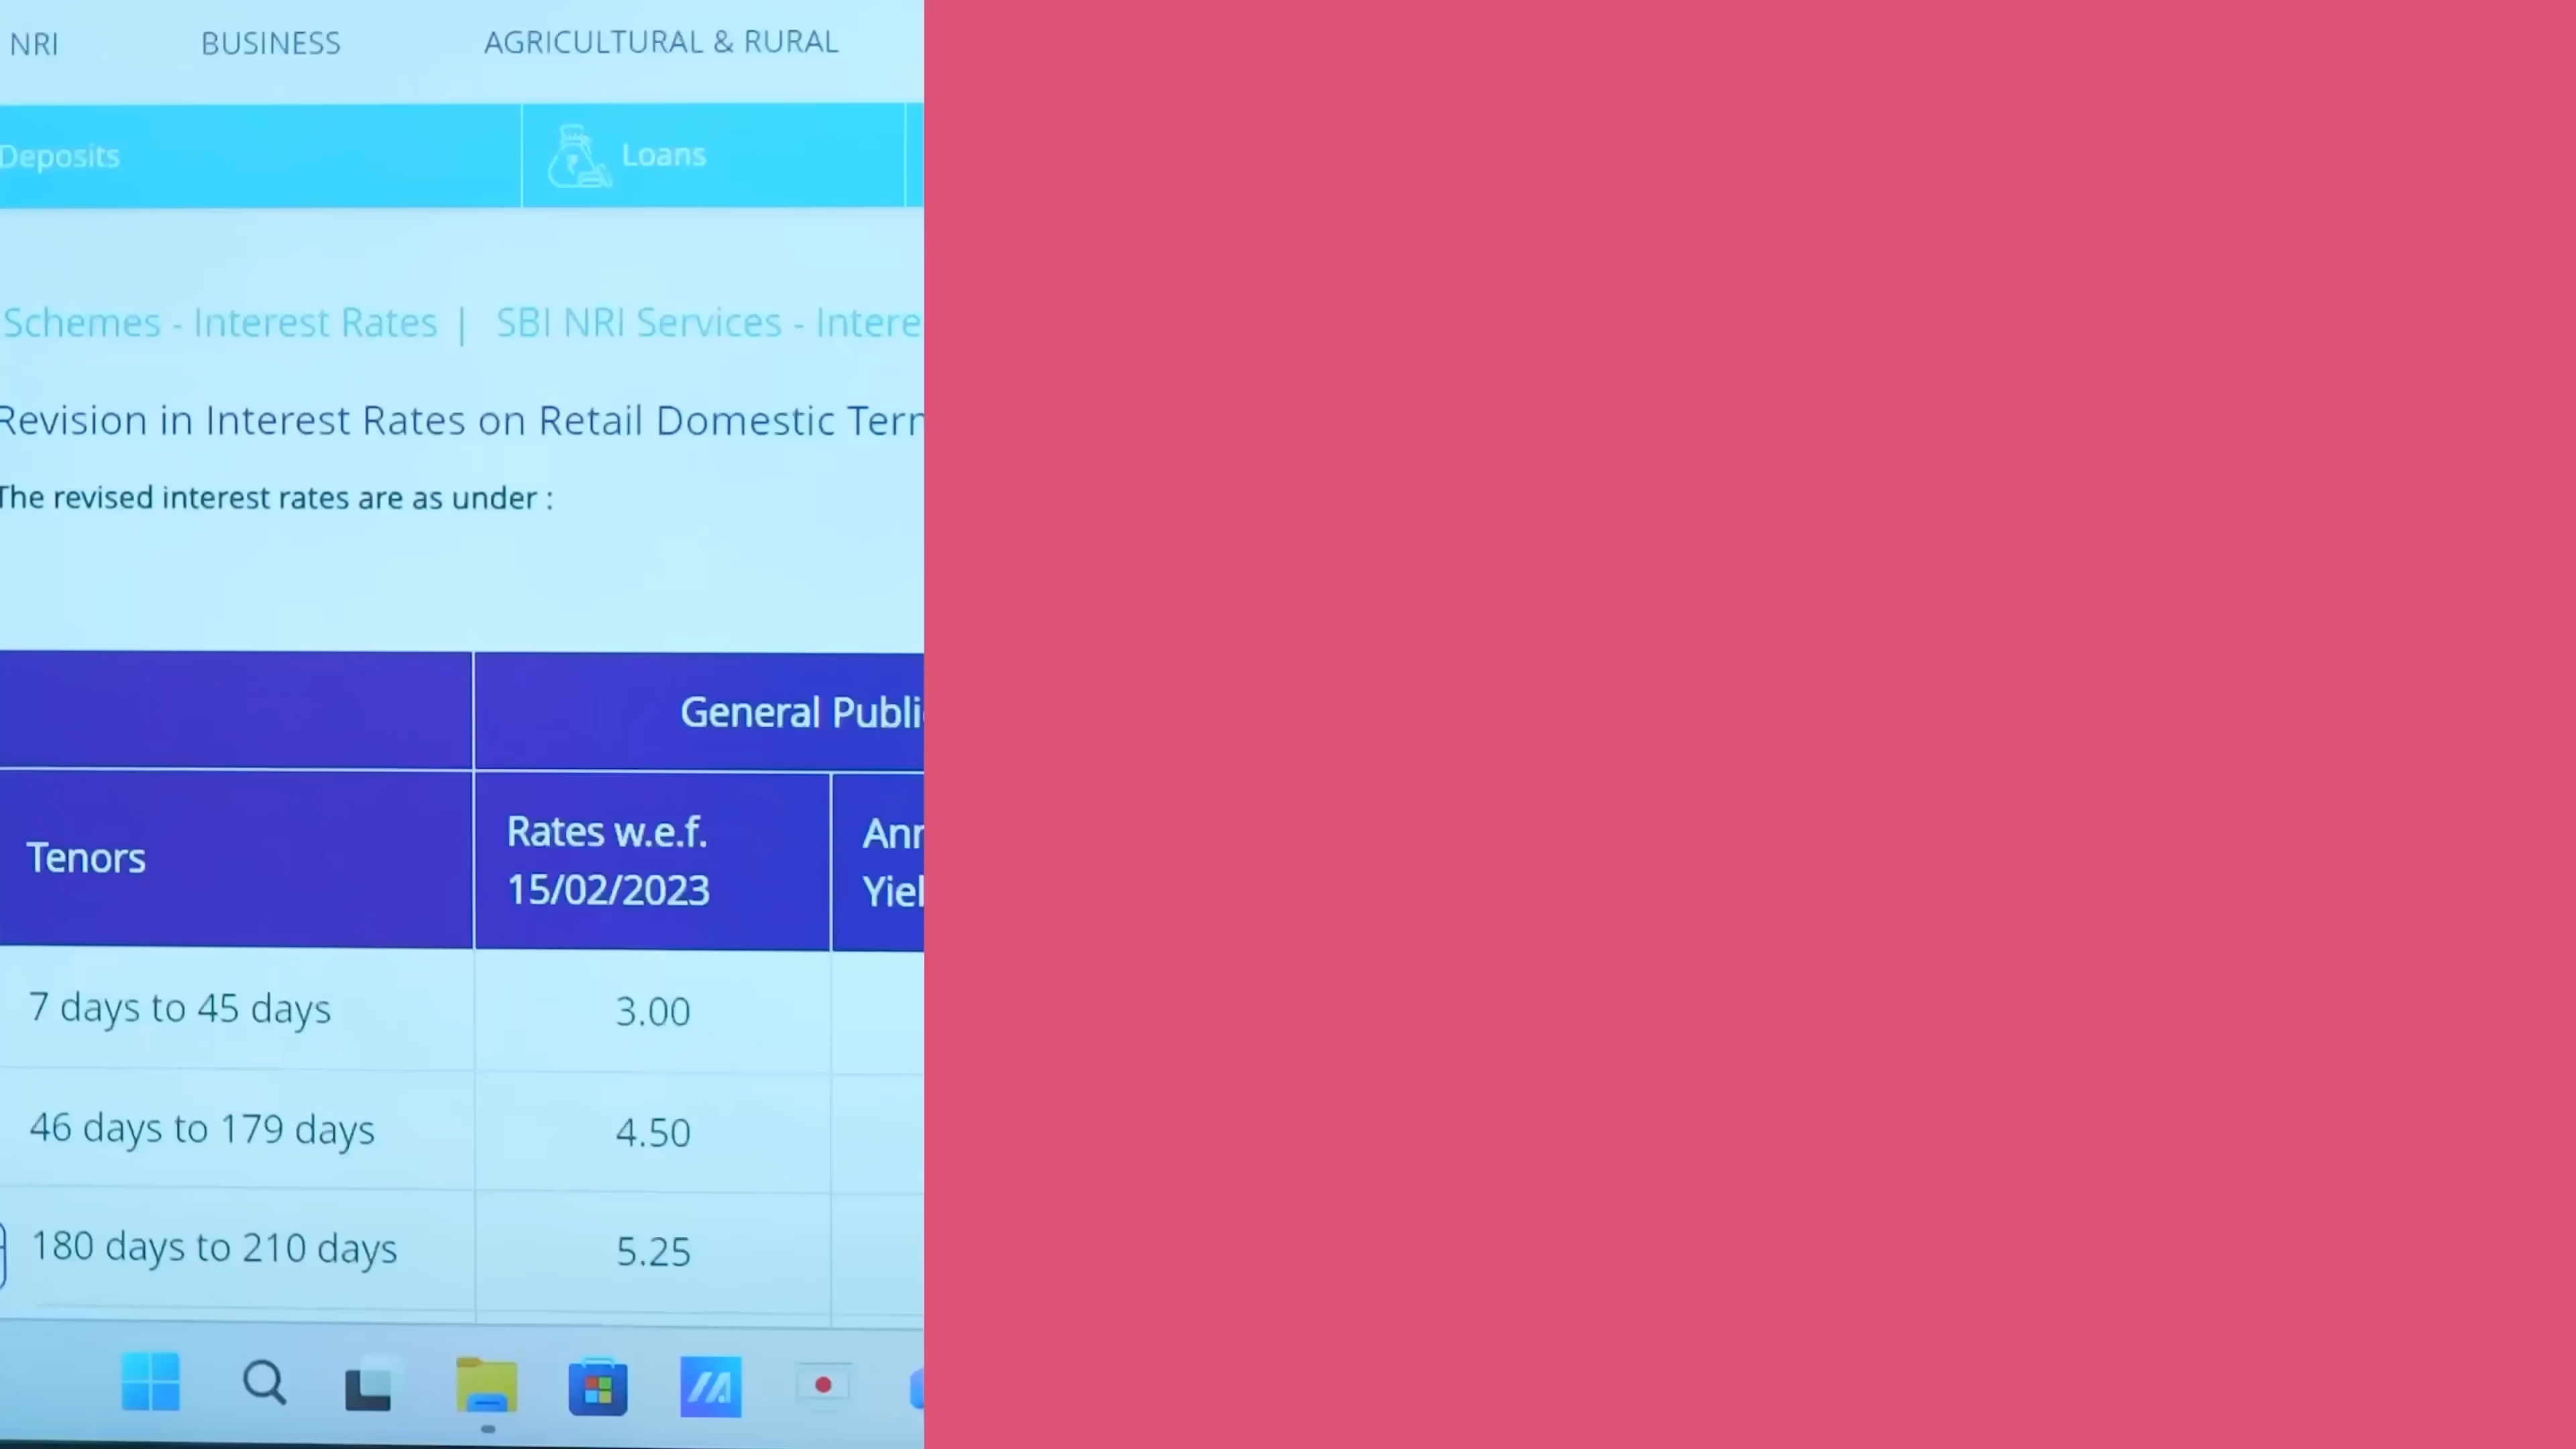 NRI BUSINESS AGRICULTURAL & RURAL
Deposits Loans
Schemes - Interest Rates | SBI NRI Services - Intere
Revision in Interest Rates on Retail Domestic Ter
The revised interest rates are as under :
General Publi
Tenors Rates w.e.f. 15/02/2023 Ann Yiel
7 days to 45 days 3.00
46 days to 179 days 4.50
180 days to 210 days 5.25